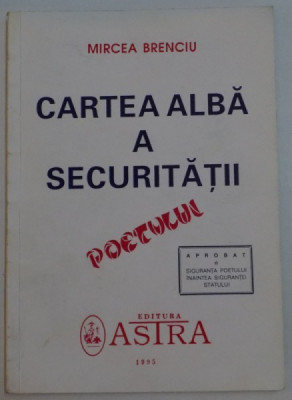 MIRCEA BRENCIU
CARTEA ALBĂ
A
SECURITĂȚII
POETULUI
APROBAT
SIGURANȚA POETULUI
ÎNAINTEA SIGURANȚEI
STATULUI
EDITURA
ASTRA
1995